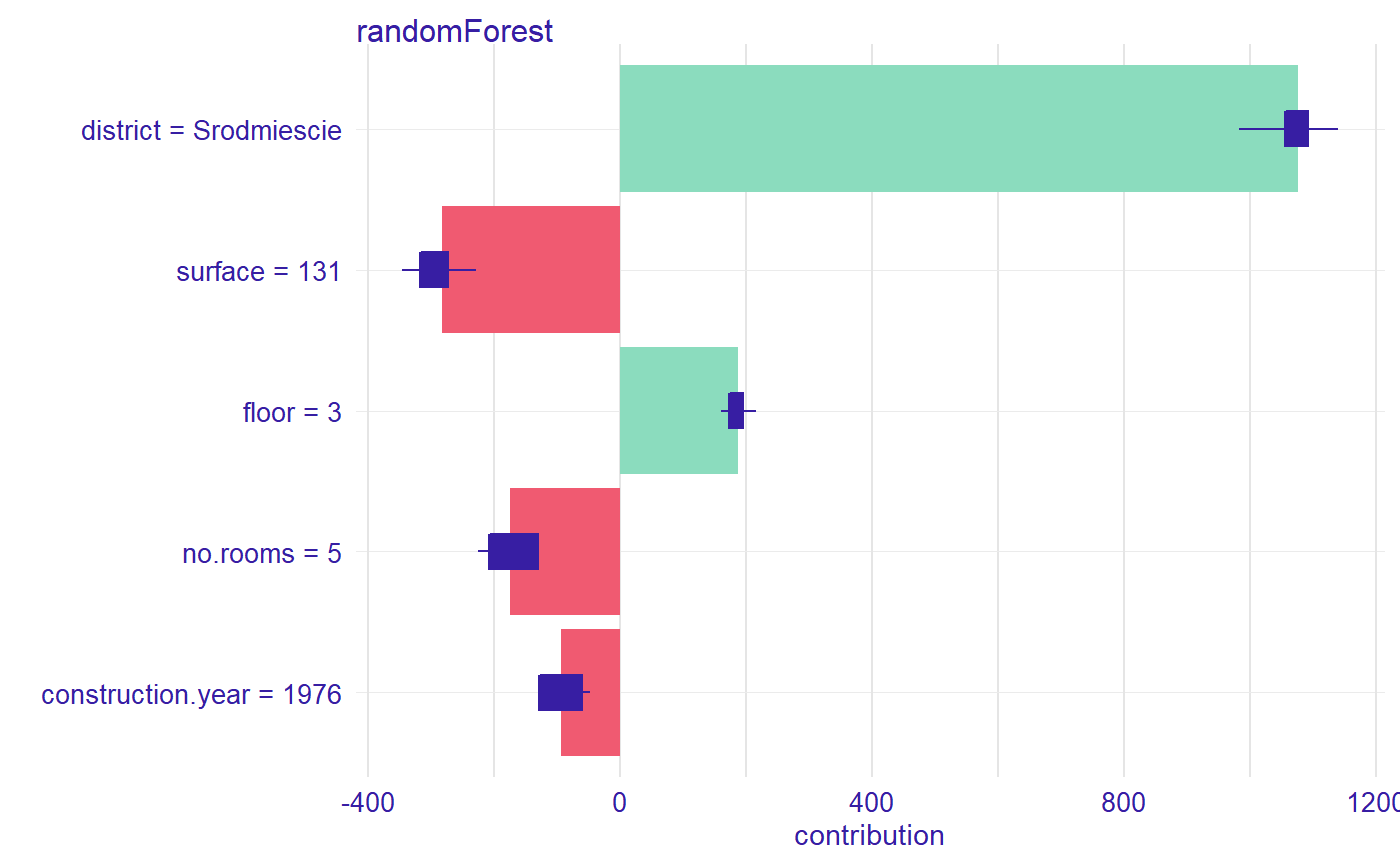 randomForest
district = Srodmiescie
surface = 131
floor = 3
no.rooms = 5
construction.year = 1976
-400 0 400 800 1200
contribution